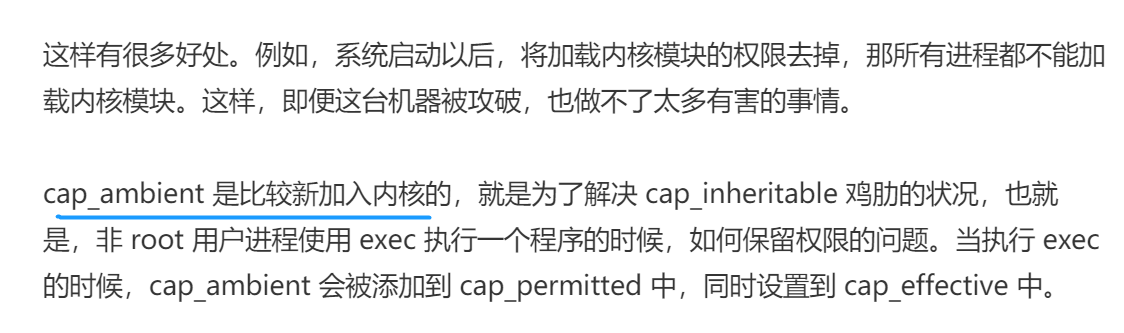 这样有很多好处。例如，系统启动以后，将加载内核模块的权限去掉，那所有进程都不能加
载内核模块。这样，即便这台机器被攻破，也做不了太多有害的事情。
cap_ambient 是比较新加入内核的，就是为了解决 cap_inheritable 鸡肋的状况，也就
是，非 root 用户进程使用 exec 执行一个程序的时候，如何保留权限的问题。当执行 exec
的时候，cap_ambient 会被添加到 cap_permitted 中，同时设置到 cap_effective 中。